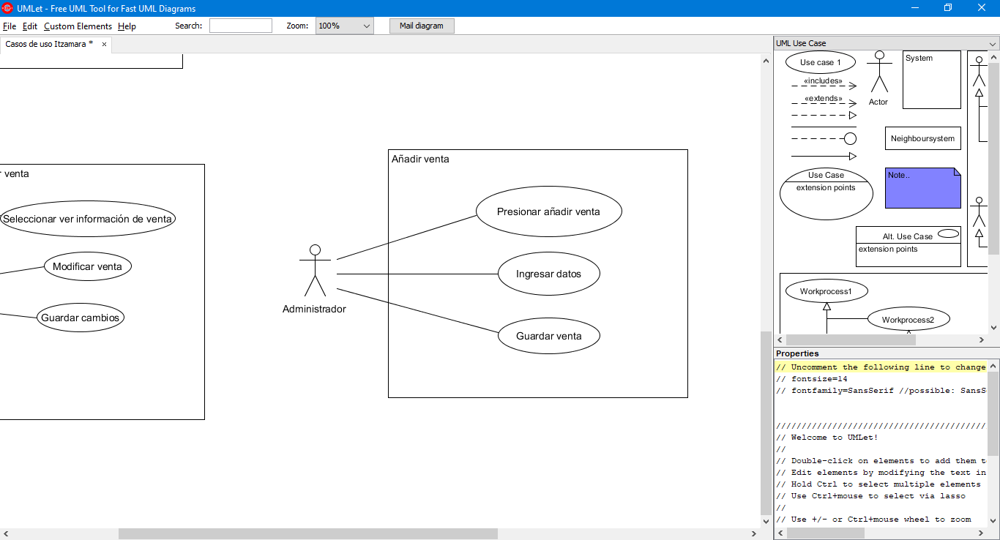 UMLet - Free UML Tool for Fast UML Diagrams
File Edit Custom Elements Help Search: Zoom: 100% Mail diagram
Casos de uso Itzamara *
r venta
Seleccionar ver información de venta
Modificar venta
Guardar cambios
Administrador
Añadir venta
Presionar añadir venta
Ingresar datos
Guardar venta
UML Use Case
Use case 1
«includes»
«extends»
Actor
System
Neighboursystem
Use Case
extension points
Note..
Alt. Use Case
extension points
Workprocess1
Workprocess2
Properties
// Uncomment the following line to change
// fontsize=14
// fontfamily=SansSerif //possible: SansS
/////////////////////////////////////////
// Welcome to UMLet!
//
// Double-click on elements to add them t
// Edit elements by modifying the text in
// Hold Ctrl to select multiple elements
// Use Ctrl+mouse to select via lasso
//
// Use +/- or Ctrl+mouse wheel to zoom